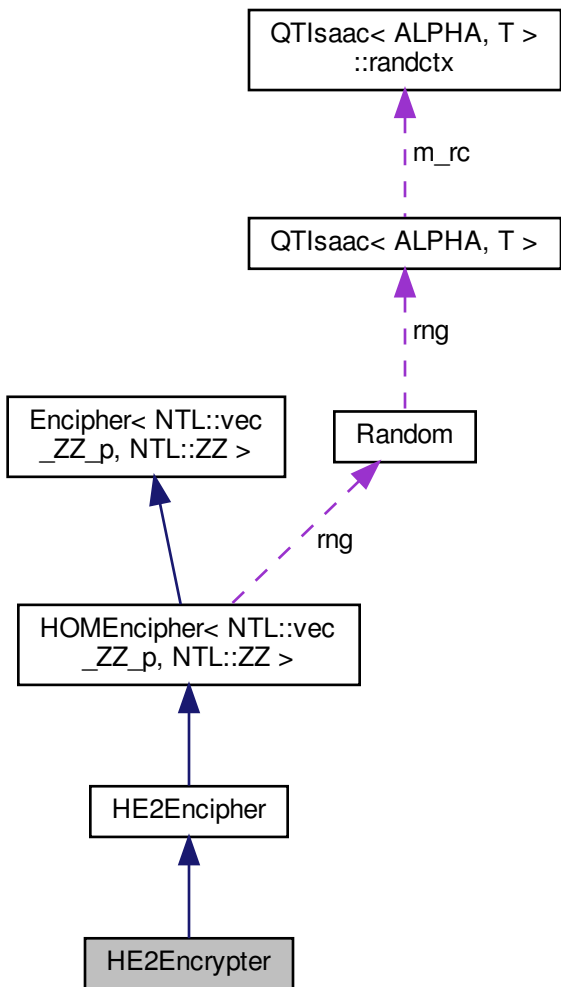 QTIsaac< ALPHA, T >
::randctx
m_rc
QTIsaac< ALPHA, T >
rng
Encipher< NTL::vec
_ZZ_p, NTL::ZZ >
Random
rng
HOMEncipher< NTL::vec
_ZZ_p, NTL::ZZ >
HE2Encipher
HE2Encrypter